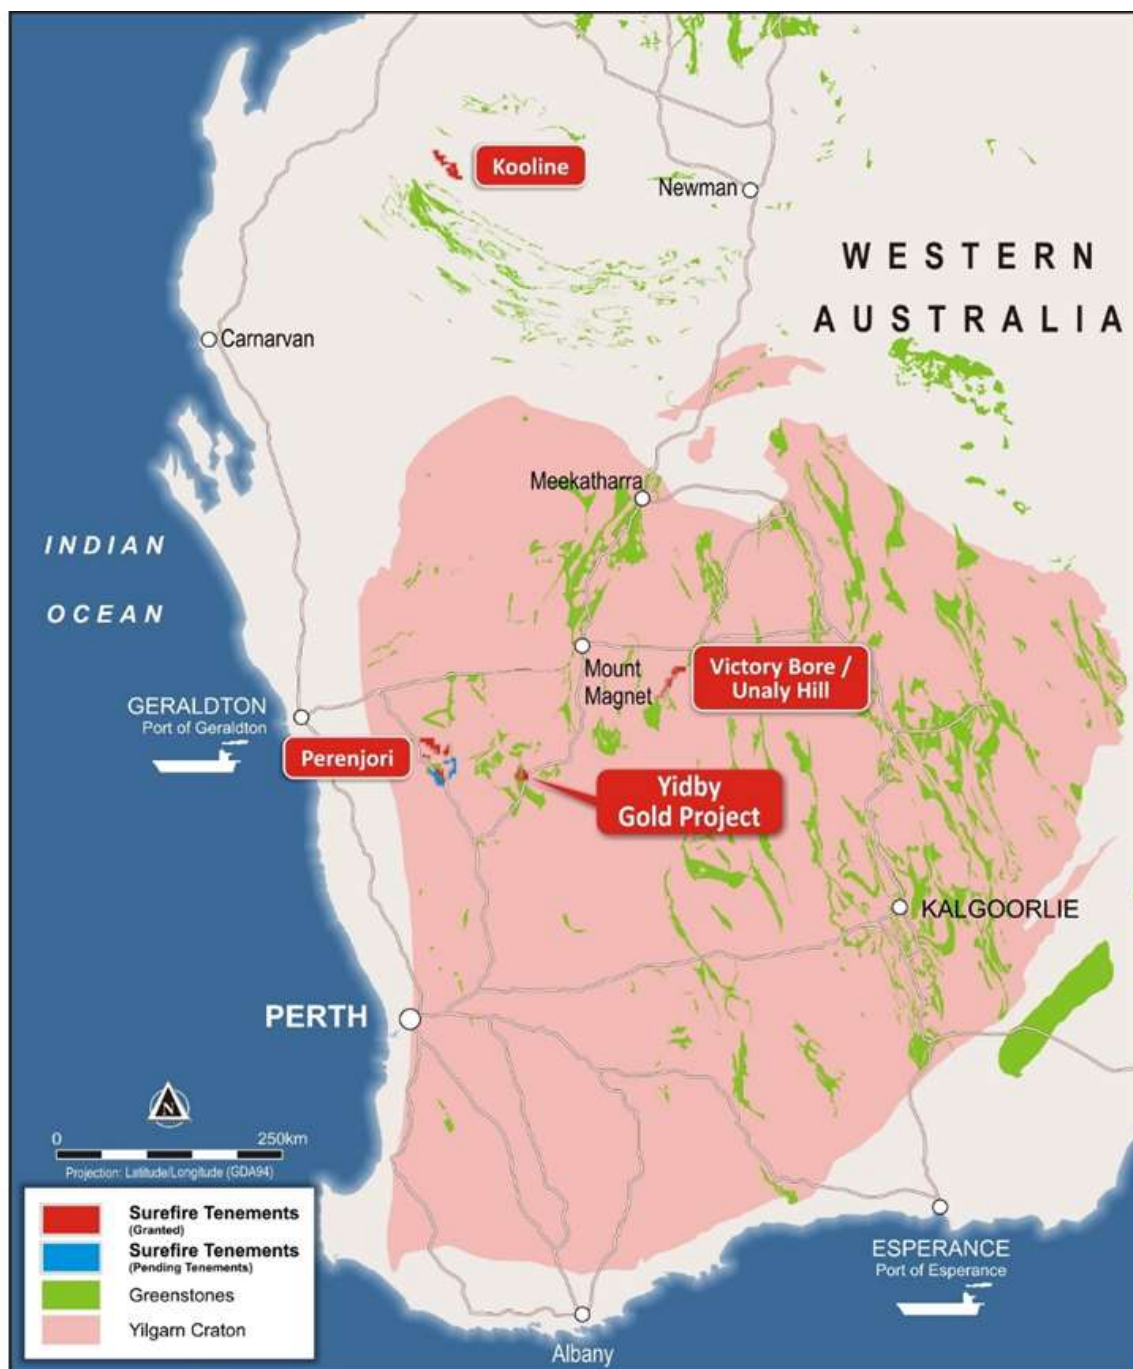 Kooline
Newman
WESTERN
AUSTRALIA
Carnarvan
Meekatharra
INDIAN
OCEAN
Mount
Magnet
Victory Bore /
Unaly Hill
GERALDTON
Port of Geraldton
Perenjori
Yidby
Gold Project
KALGOORLIE
PERTH
N
0 250km
Projection: Latitude/Longitude (GDA94)
Surefire Tenements
(Granted)
Surefire Tenements
(Pending Tenements)
Greenstones
Yilgarn Craton
ESPERANCE
Port of Esperance
Albany